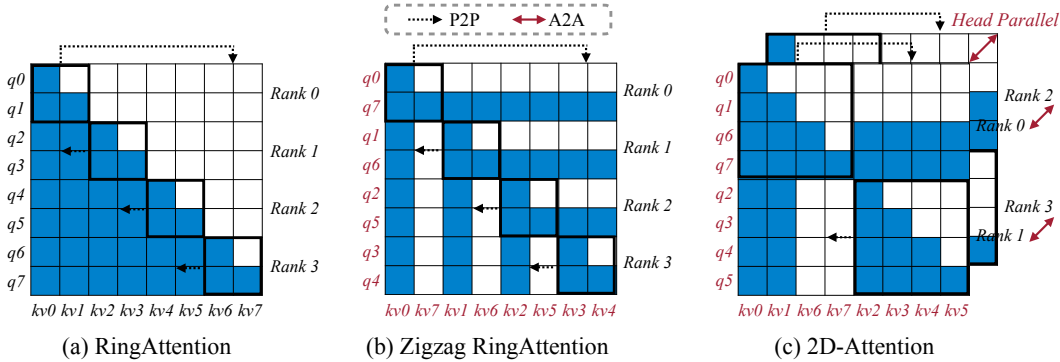 P2P A2A
q0
q1
q2
q3
q4
q5
q6
q7
Rank 0
Rank 1
Rank 2
Rank 3
kv0 kv1 kv2 kv3 kv4 kv5 kv6 kv7
(a) RingAttention
q0
q7
q1
q6
q2
q5
q3
q4
Rank 0
Rank 1
Rank 2
Rank 3
kv0 kv7 kv1 kv6 kv2 kv5 kv3 kv4
(b) Zigzag RingAttention
Head Parallel
q0
q1
q6
q7
q2
q3
q4
q5
Rank 2
Rank 0
Rank 3
Rank 1
kv0 kv1 kv6 kv7 kv2 kv3 kv4 kv5
(c) 2D-Attention